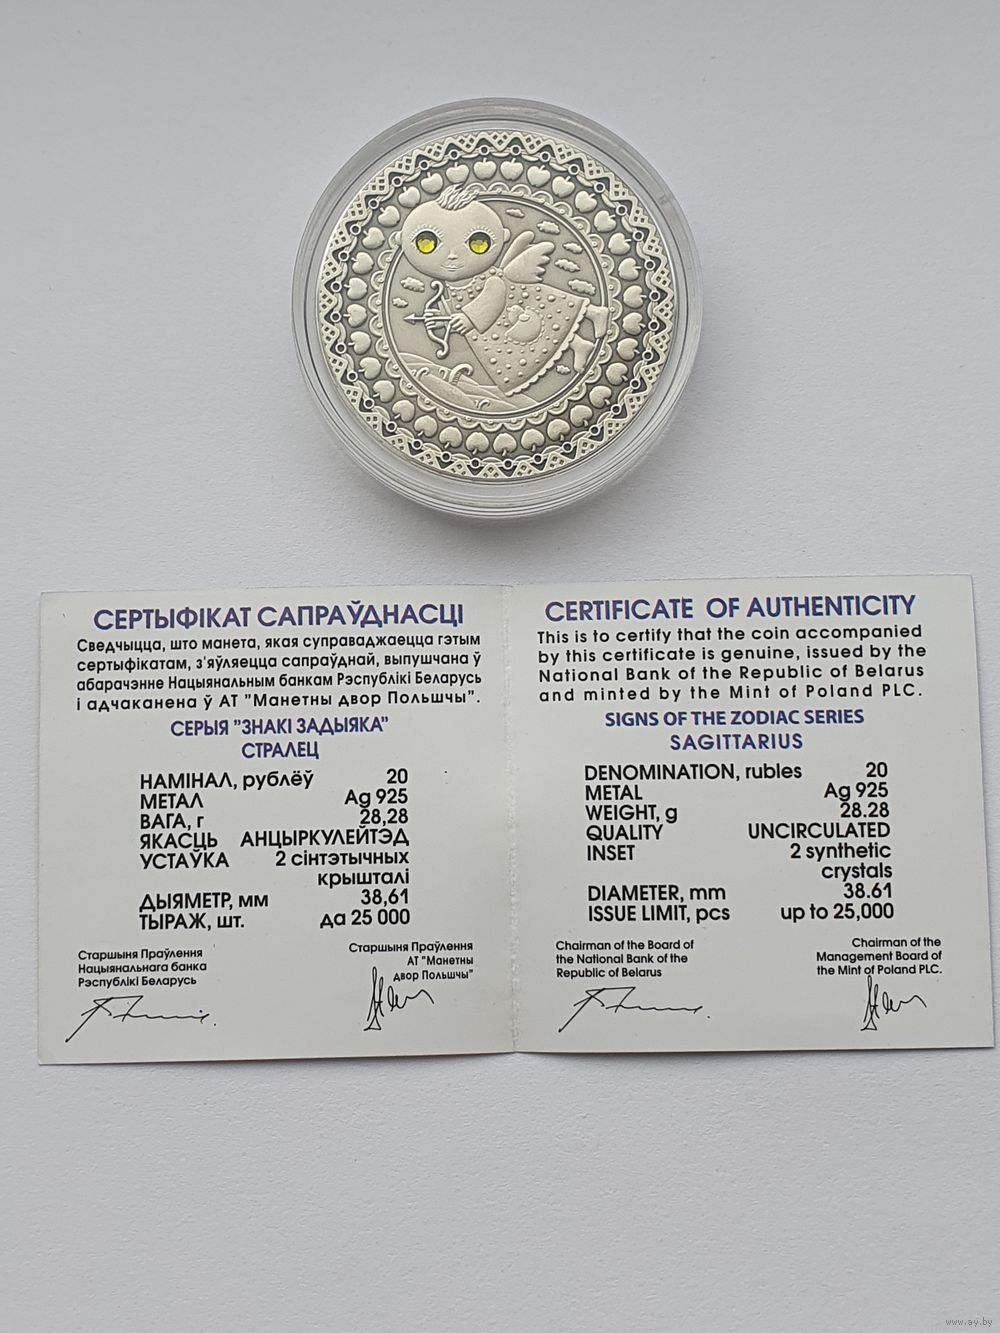 СЕРТЫФІКАТ САПРАЎДНАСЦІ
Сведчыцца, што манета, якая суправаджаецца гэтым
сертыфікатам, з'яўляецца сапраўднай, выпушчана ў
абарачэнне Нацыянальным банкам Рэспублікі Беларусь
і адчаканена ў АТ "Манетны двор Польшчы".
СЕРЫЯ "ЗНАКІ ЗАДЫЯКА"
СТРАЛЕЦ
НАМІНАЛ, рублёў 20
МЕТАЛ Ag 925
ВАГА, г 28,28
ЯКАСЦЬ АНЦЫРКУЛЕЙТЭД
УСТАЎКА 2 сінтэтычных
крышталі
ДЫЯМЕТР, мм 38,61
ТЫРАЖ, шт. да 25 000
Старшыня Праўлення
Нацыянальнага банка
Рэспублікі Беларусь
Старшыня Праўлення
АТ "Манетны
двор Польшчы"
CERTIFICATE OF AUTHENTICITY
This is to certify that the coin accompanied
by this certificate is genuine, issued by the
National Bank of the Republic of Belarus
and minted by the Mint of Poland PLC.
SIGNS OF THE ZODIAC SERIES
SAGITTARIUS
DENOMINATION, rubles 20
METAL Ag 925
WEIGHT, g 28.28
QUALITY UNCIRCULATED
INSET 2 synthetic
crystals
DIAMETER, mm 38.61
ISSUE LIMIT, pcs up to 25,000
Chairman of the Board of
the National Bank of the
Republic of Belarus
Chairman of the
Management Board of
the Mint of Poland PLC.
www.ay.by